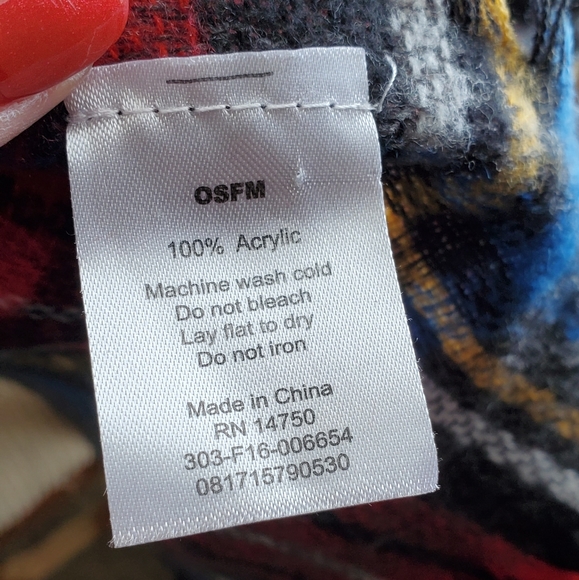 OSFM
100% Acrylic
Machine wash cold
Do not bleach
Lay flat to dry
Do not iron
Made in China
RN 14750
303-F16-006654
081715790530